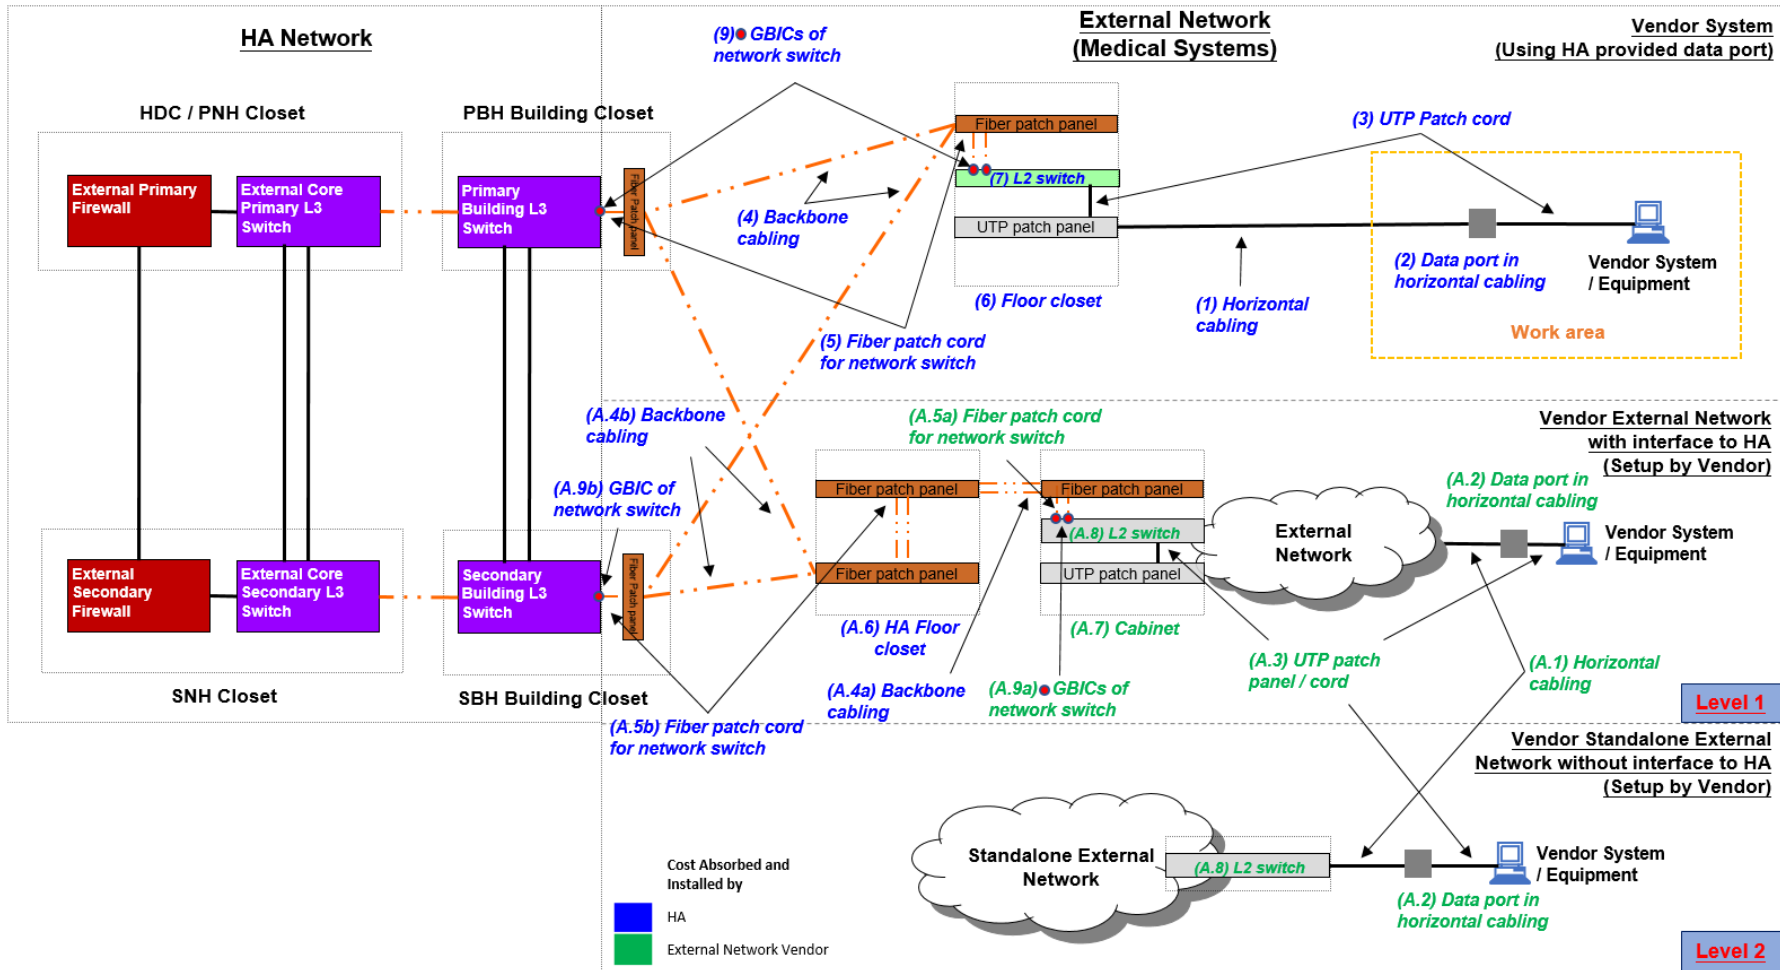 HA Network
External Network
(Medical Systems)
Vendor System
(Using HA provided data port)
(9) GBICs of
network switch
HDC / PNH Closet
PBH Building Closet
External Primary
Firewall
External Core
Primary L3
Switch
Primary
Building L3
Switch
Fiber Patch panel
(4) Backbone
cabling
Fiber patch panel
(7) L2 switch
UTP patch panel
(6) Floor closet
(3) UTP Patch cord
(2) Data port in
horizontal cabling
Vendor System
/ Equipment
(1) Horizontal
cabling
Work area
(5) Fiber patch cord
for network switch
(A.4b) Backbone
cabling
(A.5a) Fiber patch cord
for network switch
Vendor External Network
with interface to HA
(Setup by Vendor)
(A.9b) GBIC of
network switch
Fiber patch panel
Fiber patch panel
(A.2) Data port in
horizontal cabling
(A.8) L2 switch
External
Network
Vendor System
/ Equipment
External
Secondary
Firewall
External Core
Secondary L3
Switch
Secondary
Building L3
Switch
Fiber Patch panel
Fiber patch panel
UTP patch panel
(A.6) HA Floor
closet
(A.7) Cabinet
(A.3) UTP patch
panel / cord
(A.1) Horizontal
cabling
SNH Closet
SBH Building Closet
(A.4a) Backbone
cabling
(A.9a) GBICs of
network switch
Level 1
(A.5b) Fiber patch cord
for network switch
Vendor Standalone External
Network without interface to HA
(Setup by Vendor)
Standalone External
Network
(A.8) L2 switch
Vendor System
/ Equipment
(A.2) Data port in
horizontal cabling
Cost Absorbed and
Installed by
HA
External Network Vendor
Level 2